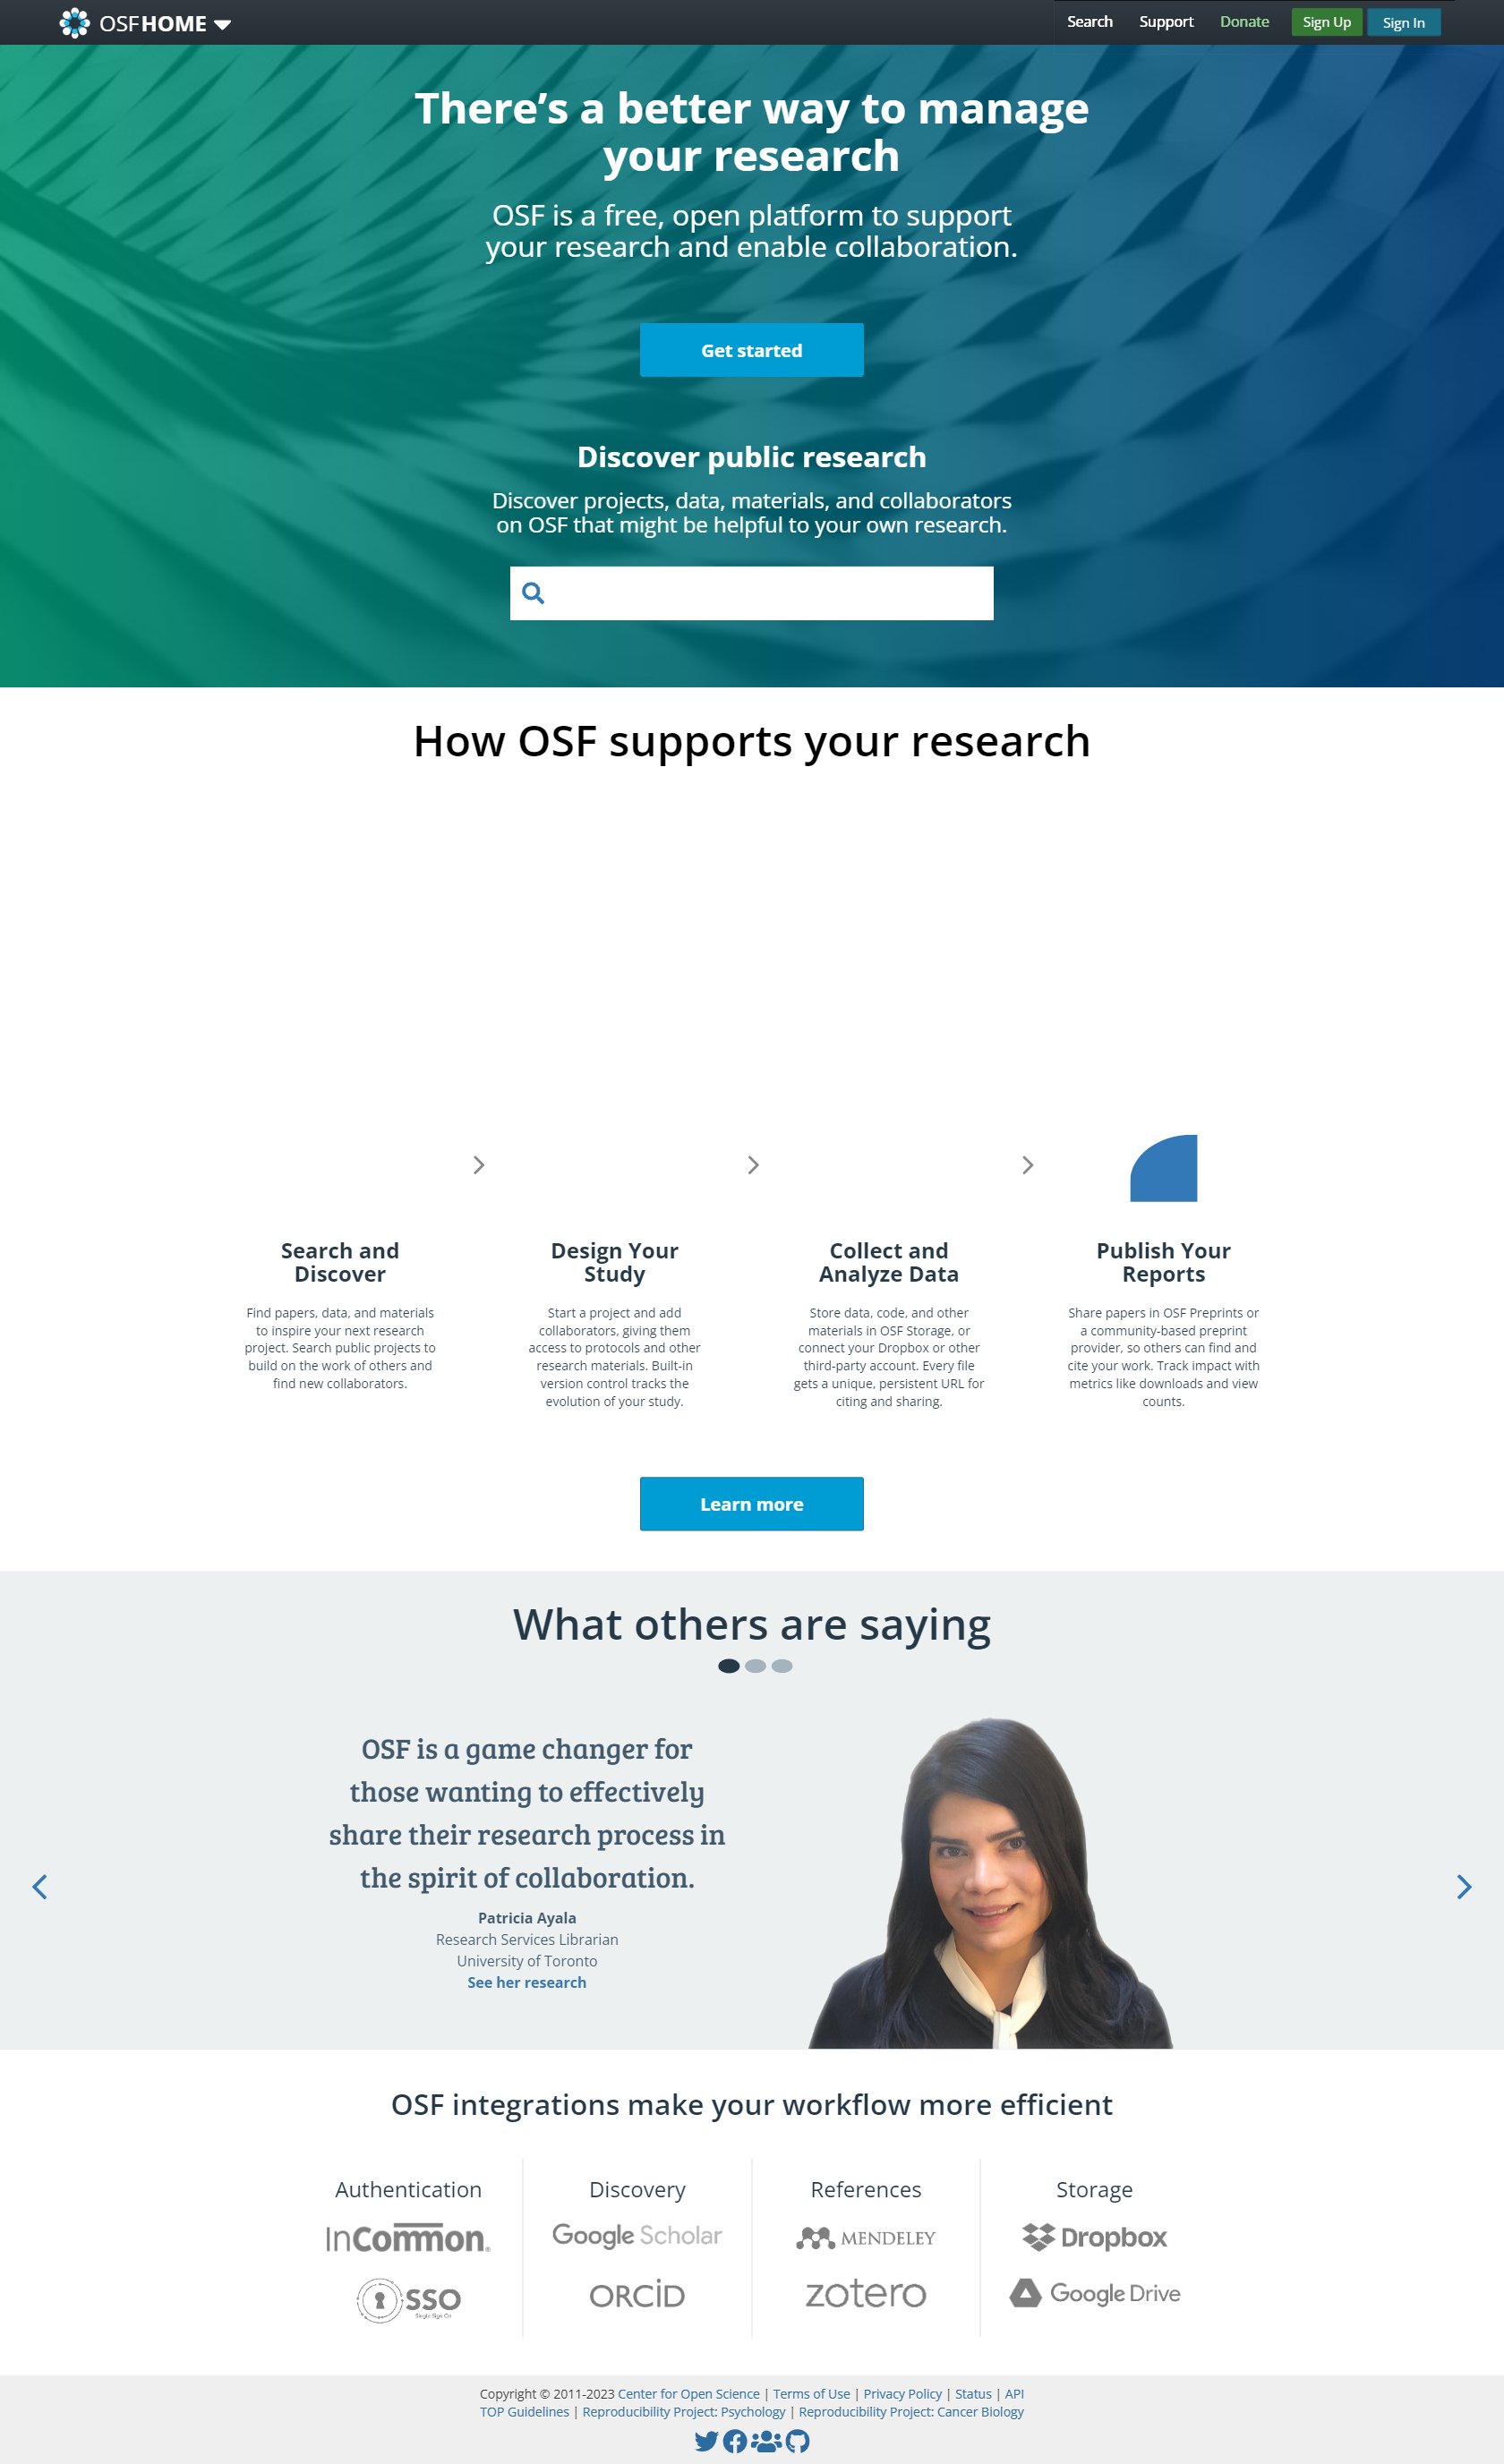 OSFHOME
Search Support Donate Sign Up Sign In
There’s a better way to manage
your research
OSF is a free, open platform to support
your research and enable collaboration.
Get started
Discover public research
Discover projects, data, materials, and collaborators
on OSF that might be helpful to your own research.
How OSF supports your research
Search and
Discover
Find papers, data, and materials
to inspire your next research
project. Search public projects to
build on the work of others and
find new collaborators.
Design Your
Study
Start a project and add
collaborators, giving them
access to protocols and other
research materials. Built-in
version control tracks the
evolution of your study.
Collect and
Analyze Data
Store data, code, and other
materials in OSF Storage, or
connect your Dropbox or other
third-party account. Every file
gets a unique, persistent URL for
citing and sharing.
Publish Your
Reports
Share papers in OSF Preprints or
a community-based preprint
provider, so others can find and
cite your work. Track impact with
metrics like downloads and view
counts.
Learn more
What others are saying
OSF is a game changer for
those wanting to effectively
share their research process in
the spirit of collaboration.
Patricia Ayala
Research Services Librarian
University of Toronto
See her research
OSF integrations make your workflow more efficient
Authentication
InCommon®
SSO
Single Sign On
Discovery
Google Scholar
ORCID
References
MENDELEY
zotero
Storage
Dropbox
Google Drive
Copyright © 2011-2023 Center for Open Science | Terms of Use | Privacy Policy | Status | API
TOP Guidelines | Reproducibility Project: Psychology | Reproducibility Project: Cancer Biology